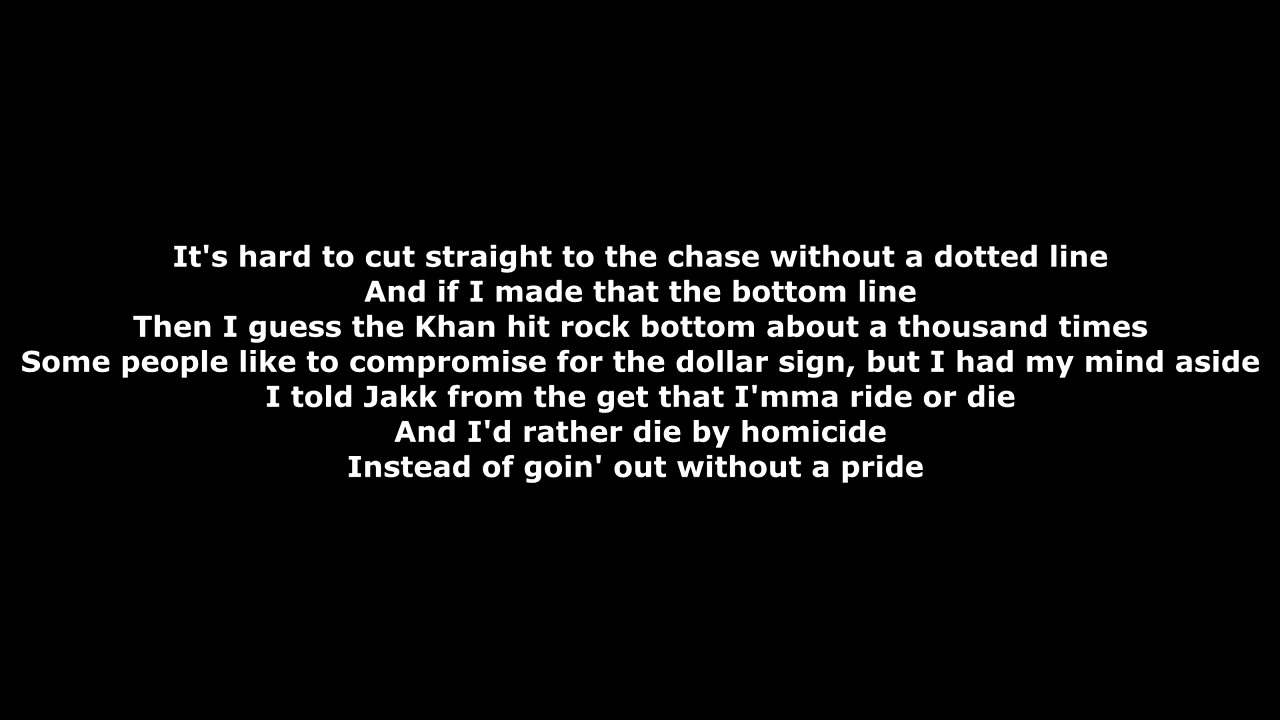 It's hard to cut straight to the chase without a dotted line
And if I made that the bottom line
Then I guess the Khan hit rock bottom about a thousand times
Some people like to compromise for the dollar sign, but I had my mind aside
I told Jakk from the get that I'mma ride or die
And I'd rather die by homicide
Instead of goin' out without a pride